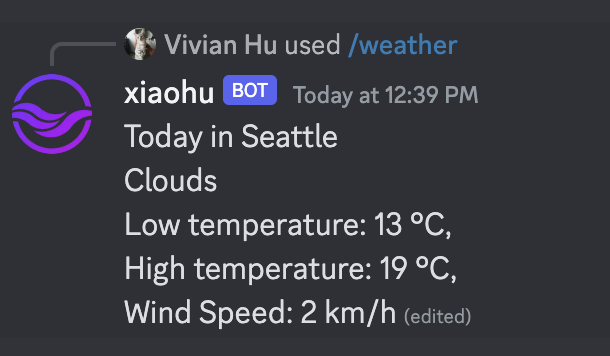 Vivian Hu used /weather
xiaohu BOT Today at 12:39 PM
Today in Seattle
Clouds
Low temperature: 13 °C,
High temperature: 19 °C,
Wind Speed: 2 km/h (edited)